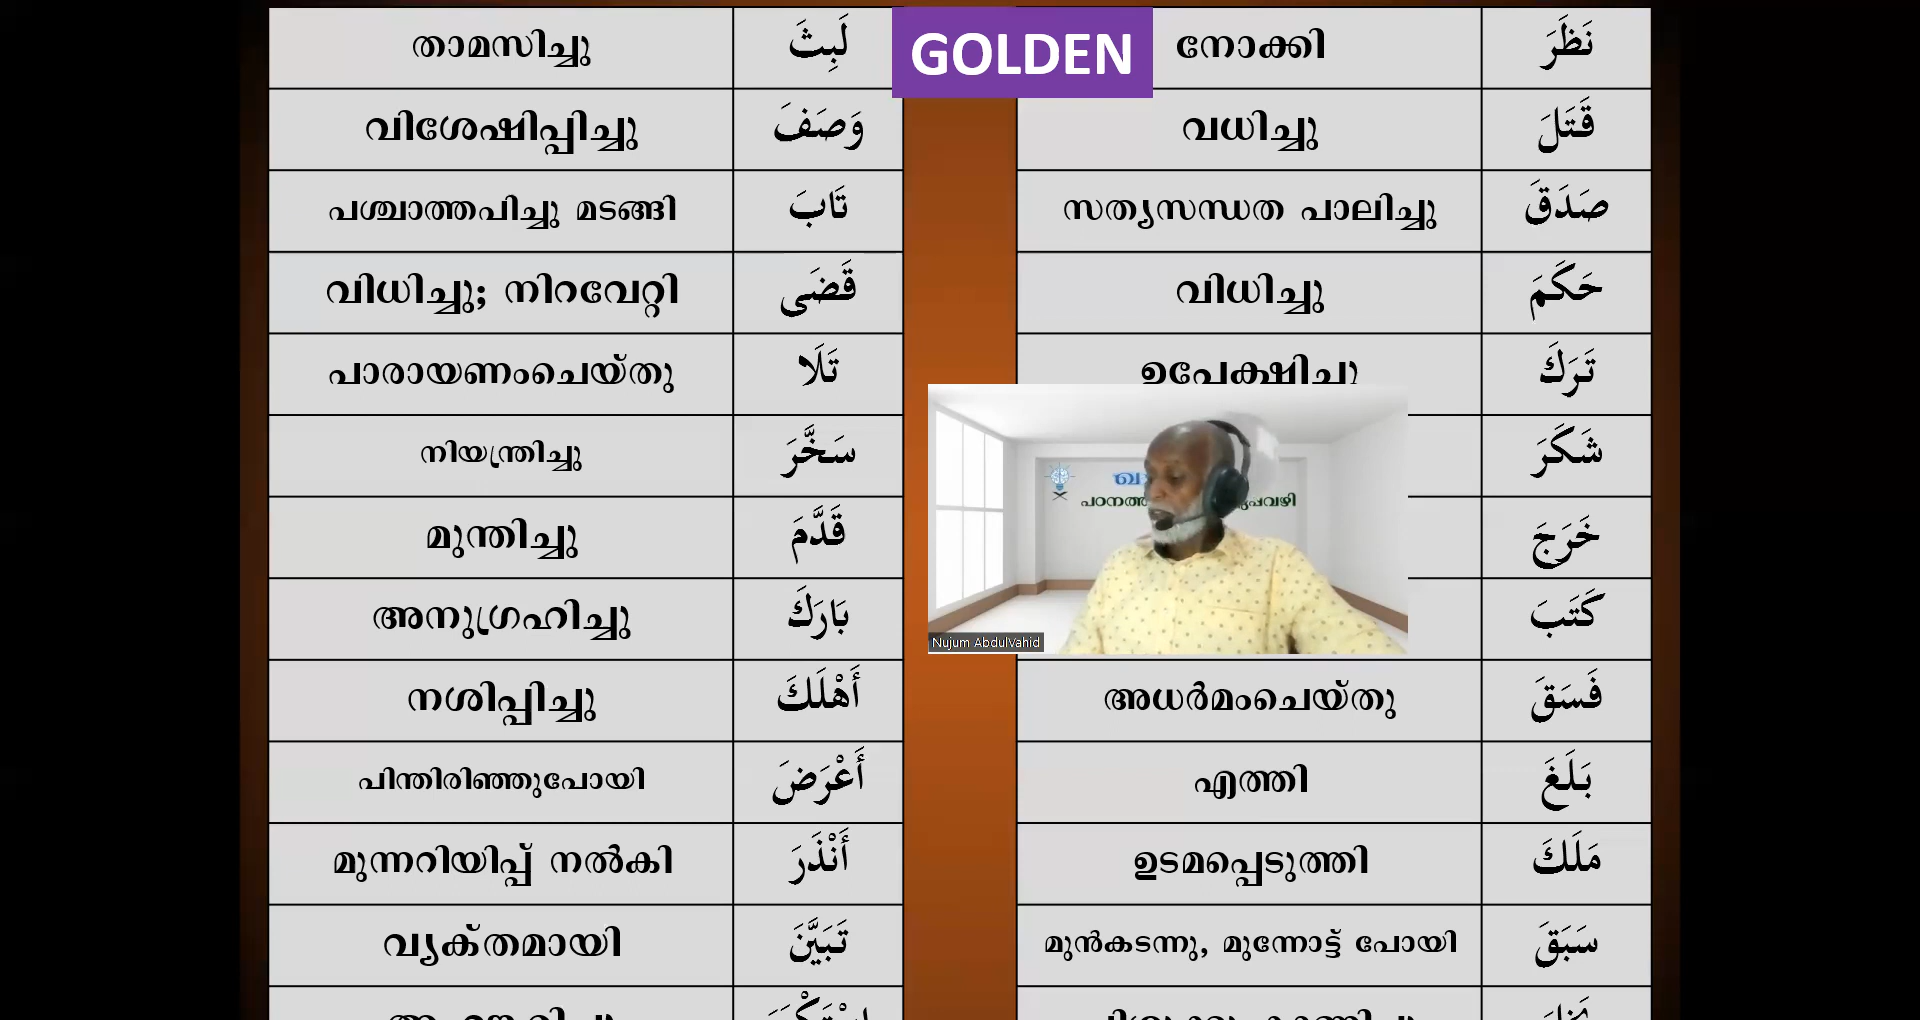 GOLDEN
താമസിച്ചു لَبِثَ
വിശേഷിപ്പിച്ചു وَصَفَ
പശ്ചാത്തപിച്ചു മടങ്ങി تَابَ
വിധിച്ചു; നിറവേറ്റി قَضَى
പാരായണംചെയ്തു تَلَا
നിയന്ത്രിച്ചു سَخَّرَ
മുന്തിച്ചു قَدَّمَ
അനുഗ്രഹിച്ചു بَارَكَ
നശിപ്പിച്ചു أَهْلَكَ
പിന്തിരിഞ്ഞുപോയി أَعْرَضَ
മുന്നറിയിപ്പ് നൽകി أَنْذَرَ
വ്യക്തമായി تَبَيَّنَ
നോക്കി نَظَرَ
വധിച്ചു قَتَلَ
സത്യസന്ധത പാലിച്ചു صَدَقَ
വിധിച്ചു حَكَمَ
ഉപേക്ഷിച്ചു تَرَكَ
شَكَرَ
خَرَجَ
كَتَبَ
അധർമംചെയ്തു فَسَقَ
എത്തി بَلَغَ
ഉടമപ്പെടുത്തി مَلَكَ
മുൻകടന്നു, മുന്നോട്ട് പോയി سَبَقَ
Nujum AbdulVahid